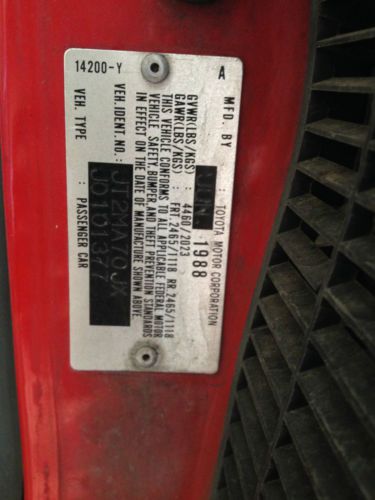 A
MFD. BY : TOYOTA MOTOR CORPORATION
1988
GVWR(LBS/KGS) : 4460/2023
GAWR(LBS/KGS) : FRT.2465/1118 RR.2465/1118
THIS VEHICLE CONFORMS TO ALL APPLICABLE FEDERAL MOTOR
VEHICLE SAFETY, BUMPER, AND THEFT PREVENTION STANDARDS
IN EFFECT ON THE DATE OF MANUFACTURE SHOWN ABOVE.
VEH. IDENT. NO. : JT2MA70JX
J0101377
VEH. TYPE : PASSENGER CAR
14200-Y